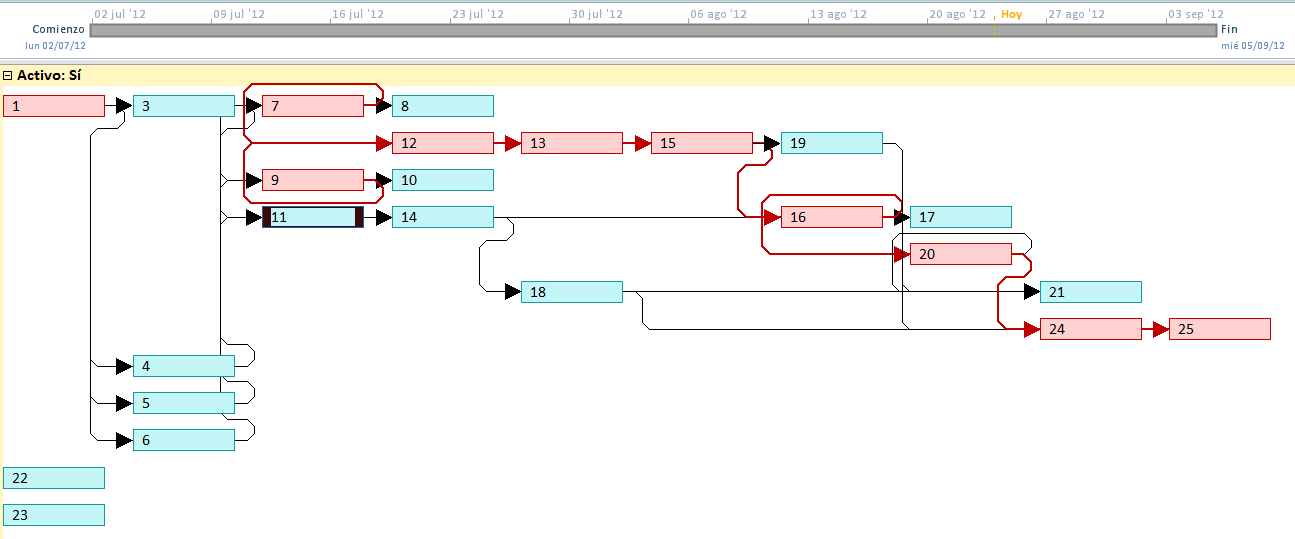 02 jul '12 09 jul '12 16 jul '12 23 jul '12 30 jul '12 06 ago '12 13 ago '12 20 ago '12 Hoy 27 ago '12 03 sep '12
Comienzo Fin
lun 02/07/12 mié 05/09/12
Activo: Sí
1 3 7 8
12 13 15 19
9 10
11 14 16 17
20
18 21
24 25
4
5
6
22
23